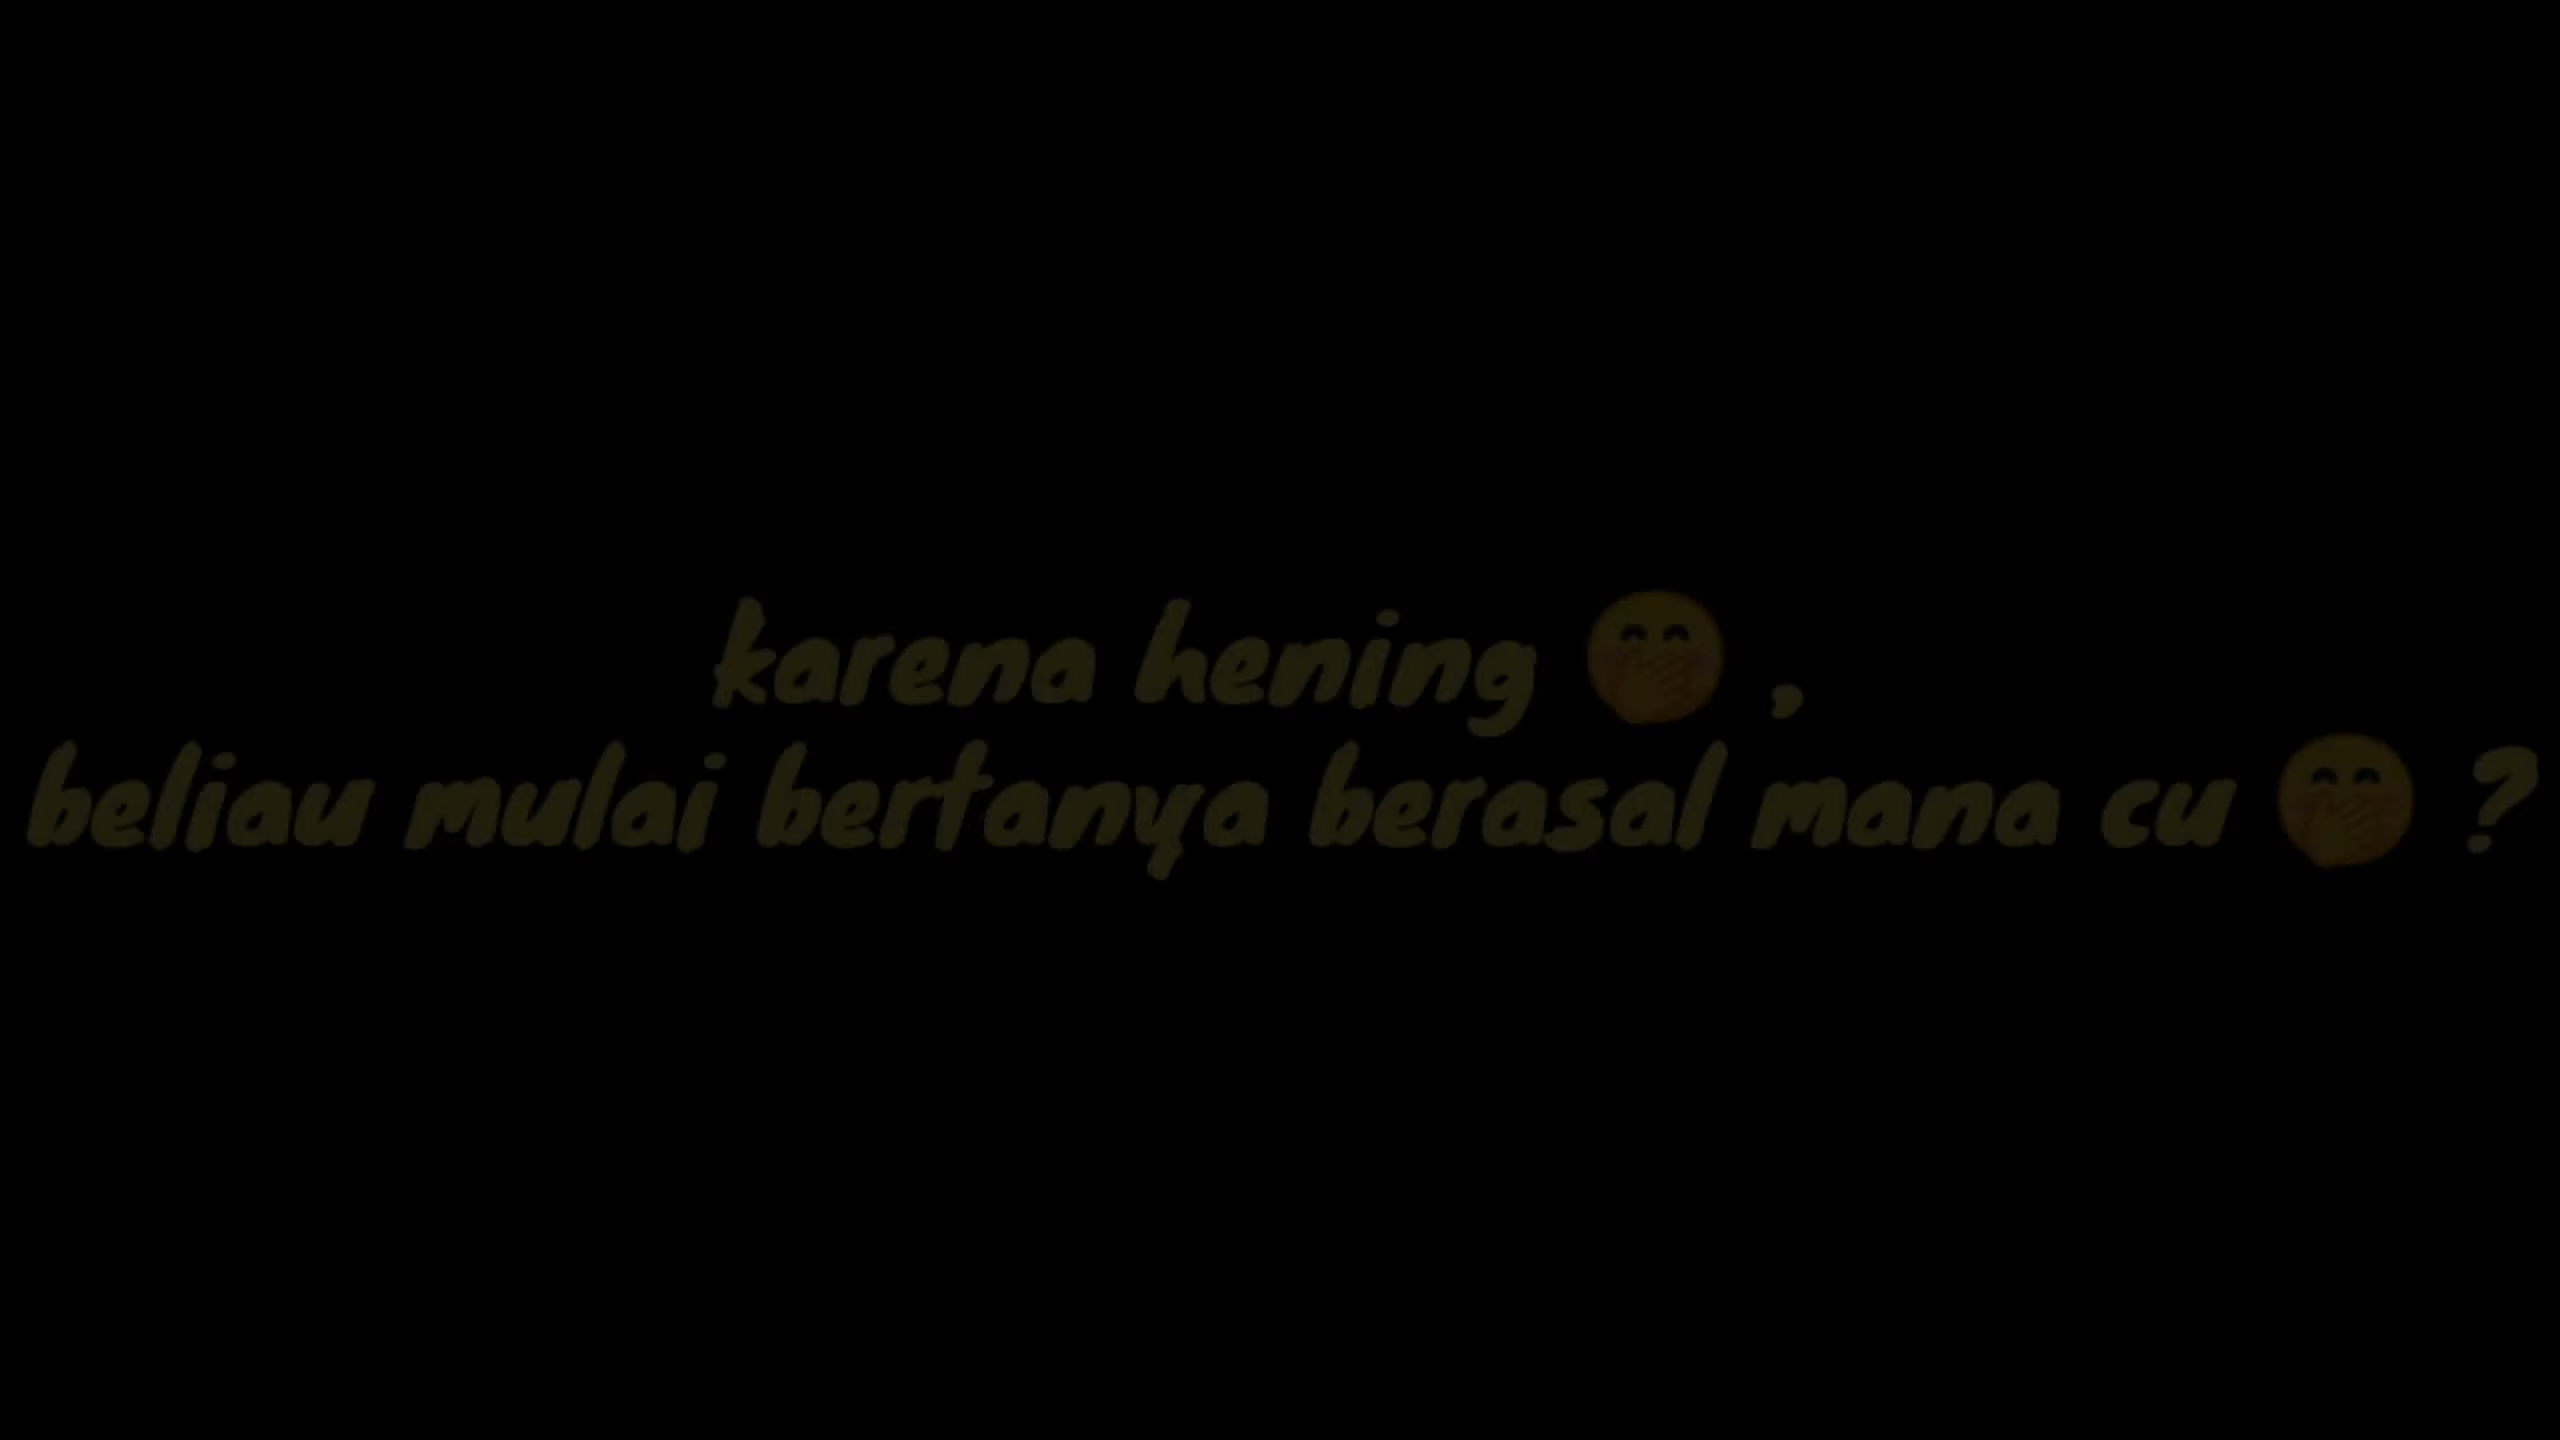 karena hening 🤭 ,
beliau mulai bertanya berasal mana cu 🤭 ?